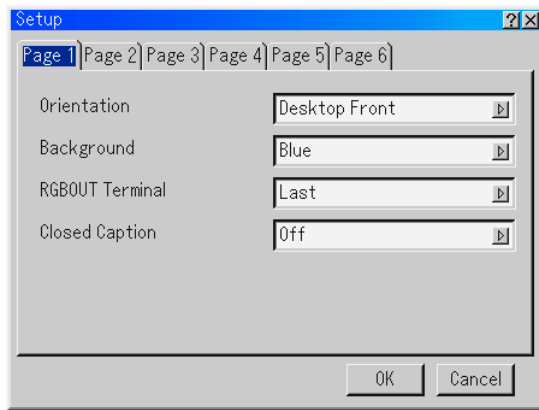 Setup ? X
Page 1 Page 2 Page 3 Page 4 Page 5 Page 6
Orientation Desktop Front
Background Blue
RGBOUT Terminal Last
Closed Caption Off
OK Cancel